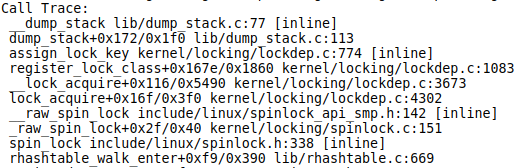 Call Trace:
__dump_stack lib/dump_stack.c:77 [inline]
dump_stack+0x172/0x1f0 lib/dump_stack.c:113
assign_lock_key kernel/locking/lockdep.c:774 [inline]
register_lock_class+0x167e/0x1860 kernel/locking/lockdep.c:1083
__lock_acquire+0x116/0x5490 kernel/locking/lockdep.c:3673
lock_acquire+0x16f/0x3f0 kernel/locking/lockdep.c:4302
__raw_spin_lock include/linux/spinlock_api_smp.h:142 [inline]
_raw_spin_lock+0x2f/0x40 kernel/locking/spinlock.c:151
spin_lock include/linux/spinlock.h:338 [inline]
rhashtable_walk_enter+0xf9/0x390 lib/rhashtable.c:669